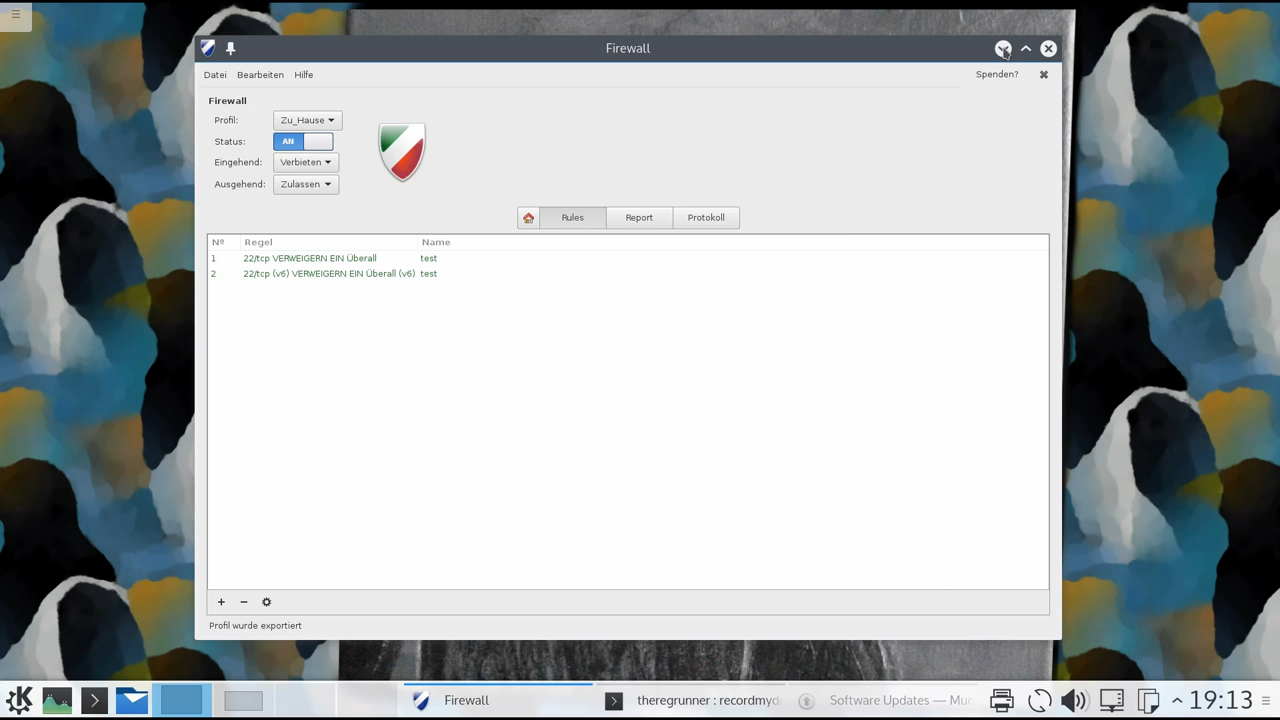 Firewall
Datei Bearbeiten Hilfe Spenden?
Firewall
Profil: Zu_Hause
Status: AN
Eingehend: Verbieten
Ausgehend: Zulassen
Rules Report Protokoll
Nº Regel Name
1 22/tcp VERWEIGERN EIN Überall test
2 22/tcp (v6) VERWEIGERN EIN Überall (v6) test
Profil wurde exportiert
Firewall theregrunner : recordmyd Software Updates — Muo 19:13